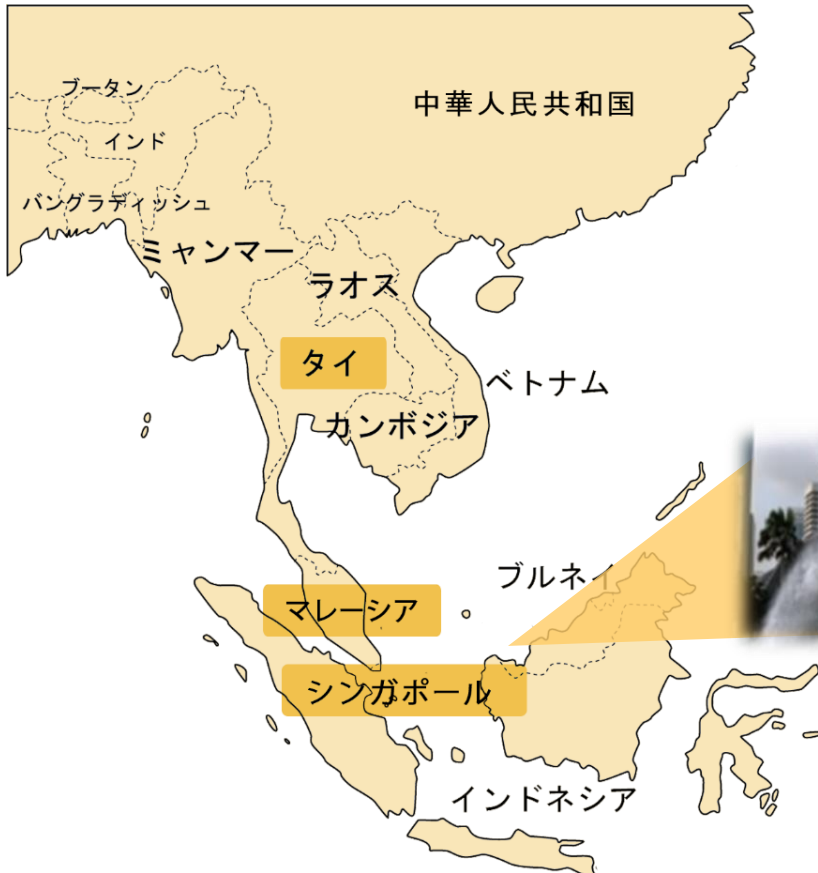 ブータン
中華人民共和国
インド
バングラディッシュ
ミャンマー
ラオス
タイ
ベトナム
カンボジア
ブルネイ
マレーシア
シンガポール
インドネシア